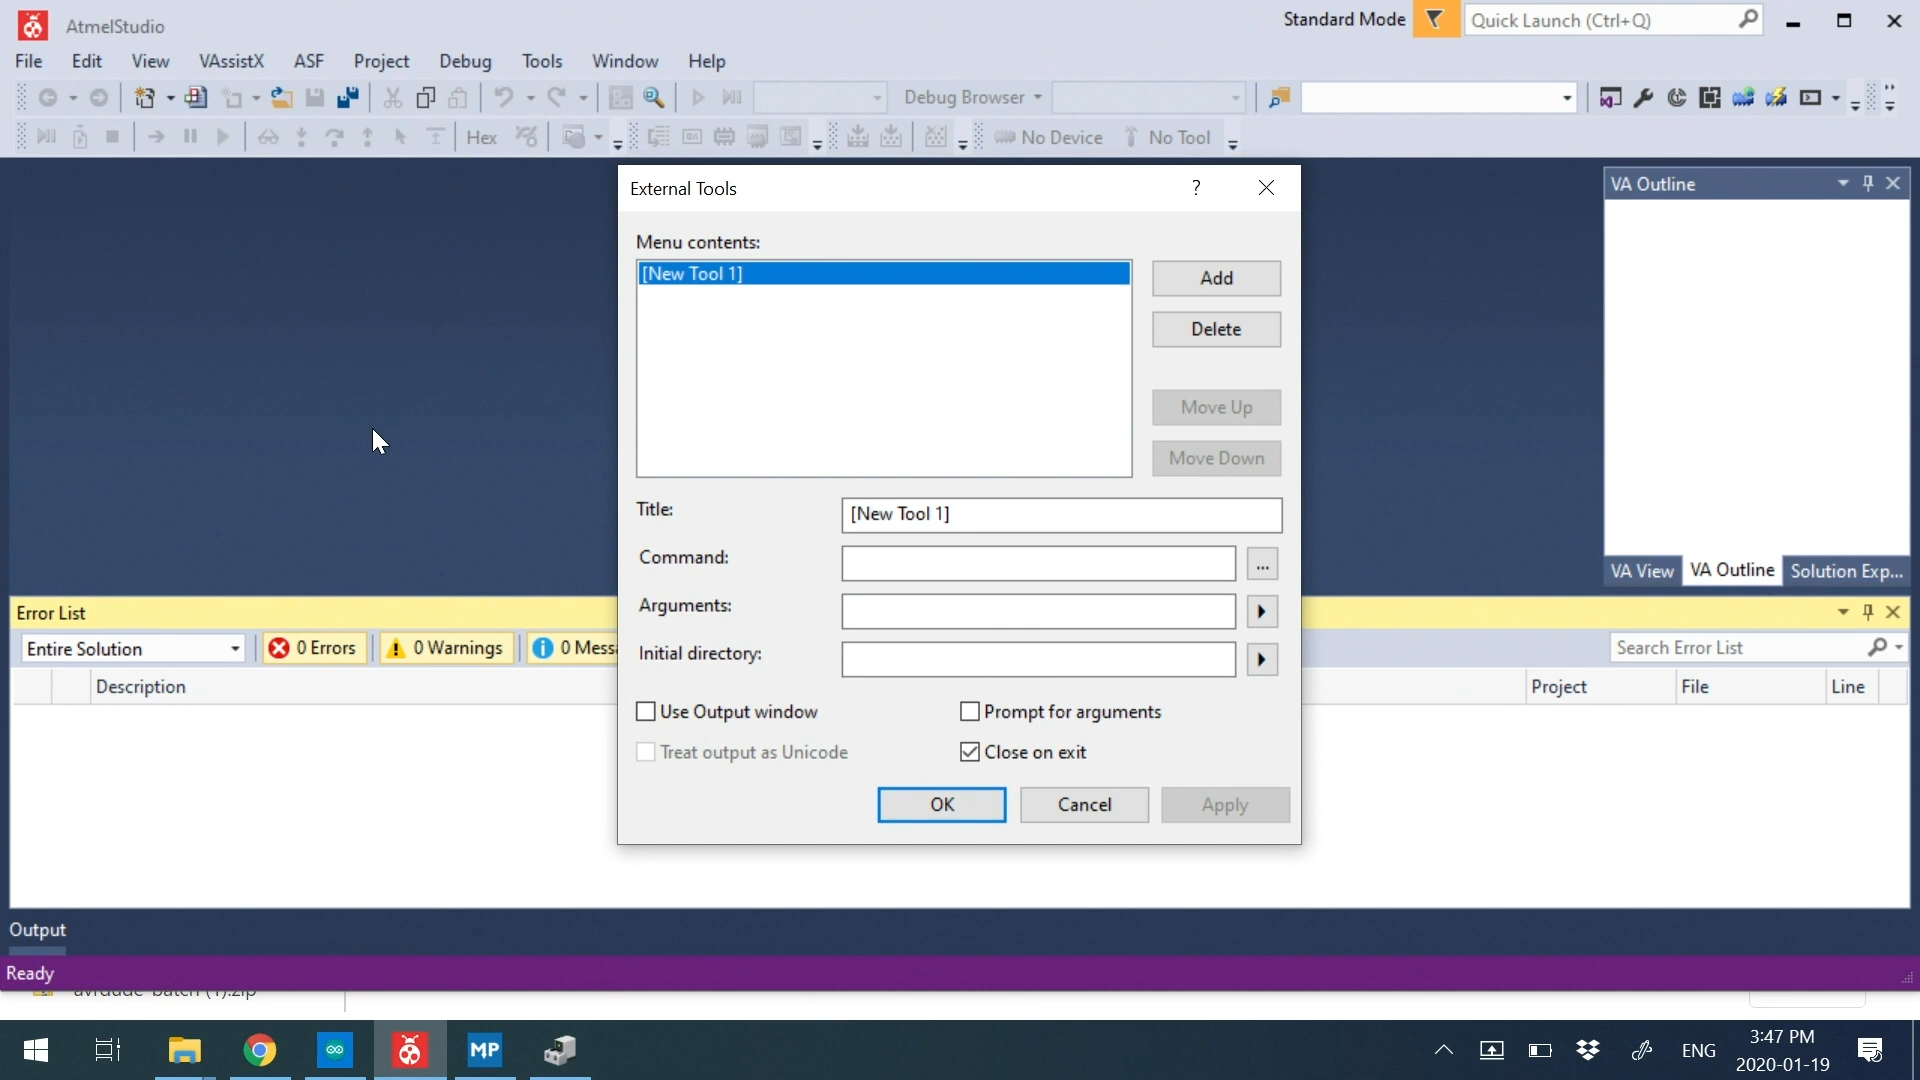 AtmelStudio
Standard Mode
Quick Launch (Ctrl+Q)
File Edit View VAssistX ASF Project Debug Tools Window Help
Debug Browser
Hex
No Device
No Tool
External Tools
?
VA Outline
Menu contents:
[New Tool 1]
Add
Delete
Move Up
Move Down
Title:
[New Tool 1]
Command:
...
Arguments:
Initial directory:
Use Output window
Prompt for arguments
Treat output as Unicode
Close on exit
OK
Cancel
Apply
VA View VA Outline Solution Exp...
Error List
Entire Solution
0 Errors
0 Warnings
0 Messa
Search Error List
Description
Project
File
Line
Output
Ready
MP
ENG
3:47 PM
2020-01-19